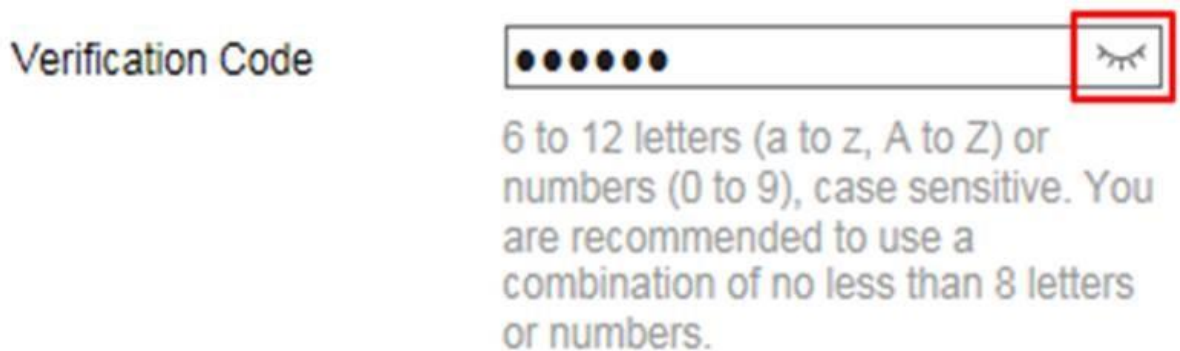 Verification Code
••••••
6 to 12 letters (a to z, A to Z) or
numbers (0 to 9), case sensitive. You
are recommended to use a
combination of no less than 8 letters
or numbers.